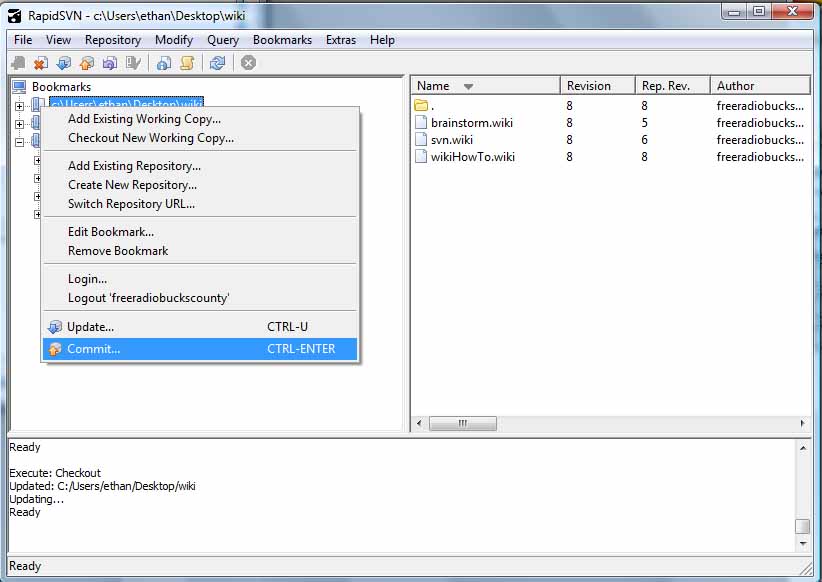 RapidSVN - c:\Users\ethan\Desktop\wiki
File View Repository Modify Query Bookmarks Extras Help
Bookmarks
c:\Users\ethan\Desktop\wiki
Add Existing Working Copy...
Checkout New Working Copy...
Add Existing Repository...
Create New Repository...
Switch Repository URL...
Edit Bookmark...
Remove Bookmark
Login...
Logout 'freeradiobuckscounty'
Update... CTRL-U
Commit... CTRL-ENTER
Name Revision Rep. Rev. Author
. 8 8 freeradiobucks...
brainstorm.wiki 8 5 freeradiobucks...
svn.wiki 8 6 freeradiobucks...
wikiHowTo.wiki 8 8 freeradiobucks...
Ready
Execute: Checkout
Updated: C:/Users/ethan/Desktop/wiki
Updating...
Ready
Ready